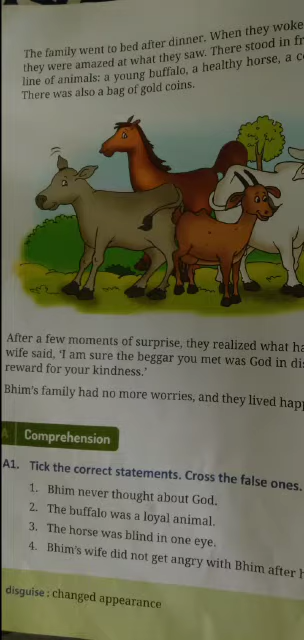 The family went to bed after dinner. When they woke
they were amazed at what they saw. There stood in
line of animals: a young buffalo, a healthy horse, a
There was also a bag of gold coins.
After a few moments of surprise, they realized what
wife said, ‘I am sure the beggar you met was God in
reward for your kindness.’
Bhim’s family had no more worries, and they lived
A Comprehension
A1. Tick the correct statements. Cross the false ones.
1. Bhim never thought about God.
2. The buffalo was a loyal animal.
3. The horse was blind in one eye.
4. Bhim’s wife did not get angry with Bhim after
disguise : changed appearance